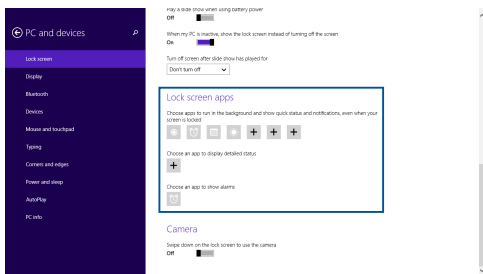 PC and devices
Lock screen
Display
Bluetooth
Devices
Mouse and touchpad
Typing
Corners and edges
Power and sleep
AutoPlay
PC info
Play a slide show when using battery power
Off
When my PC is inactive, show the lock screen instead of turning off the screen
On
Turn off screen after slide show has played for
Don't turn off
Lock screen apps
Choose apps to run in the background and show quick status and notifications, even when your
screen is locked
Choose an app to display detailed status
Choose an app to show alarms
Camera
Swipe down on the lock screen to use the camera
Off